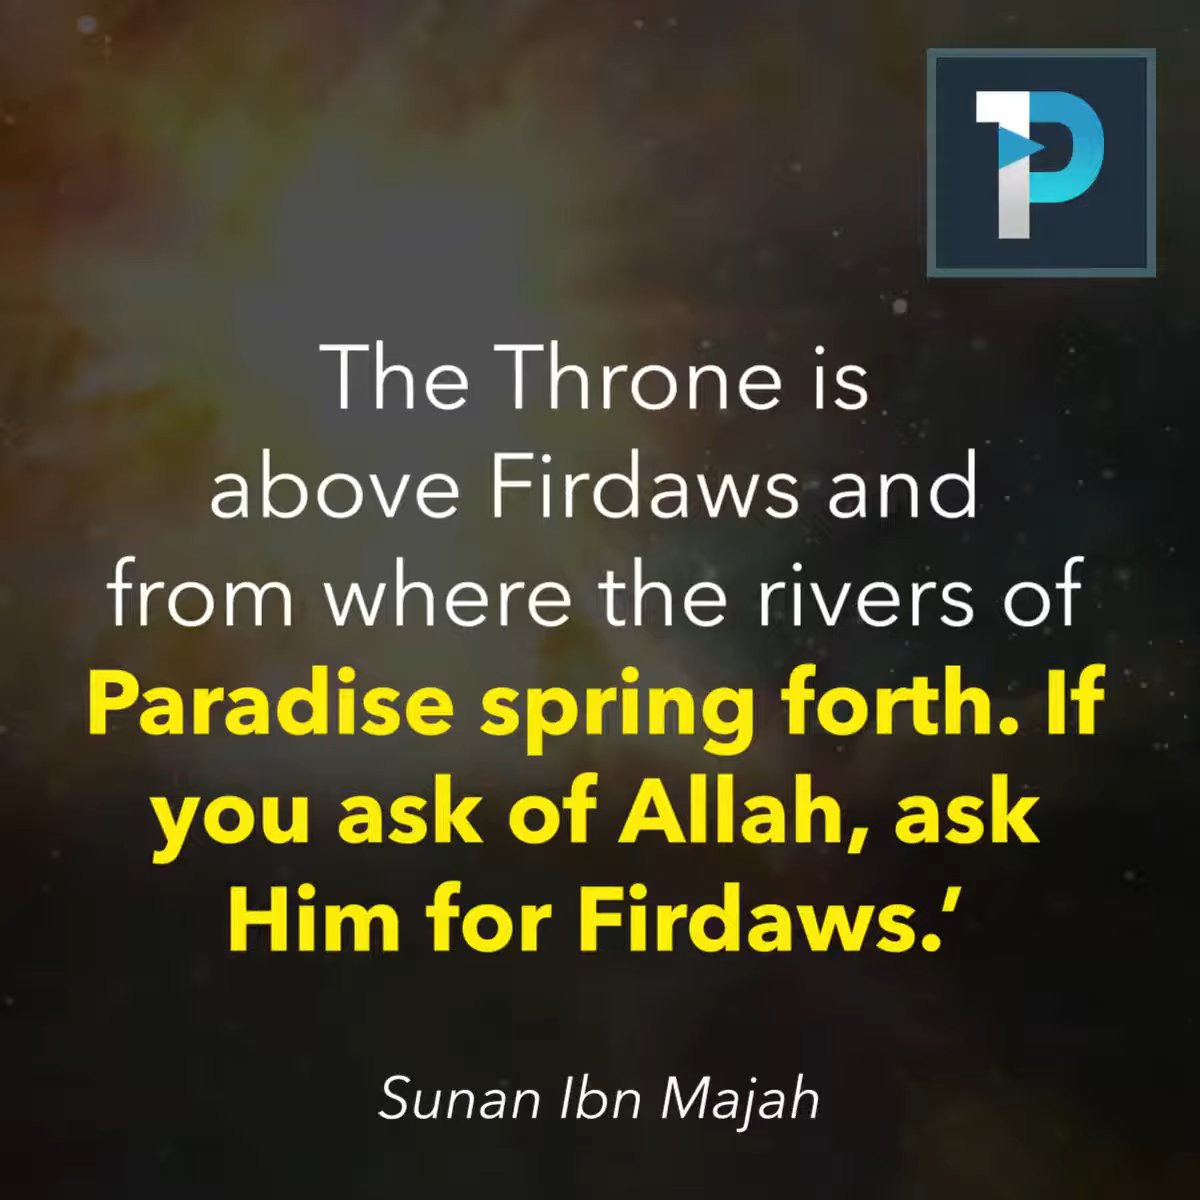 1P
The Throne is
above Firdaws and
from where the rivers of
Paradise spring forth. If
you ask of Allah, ask
Him for Firdaws.’
Sunan Ibn Majah